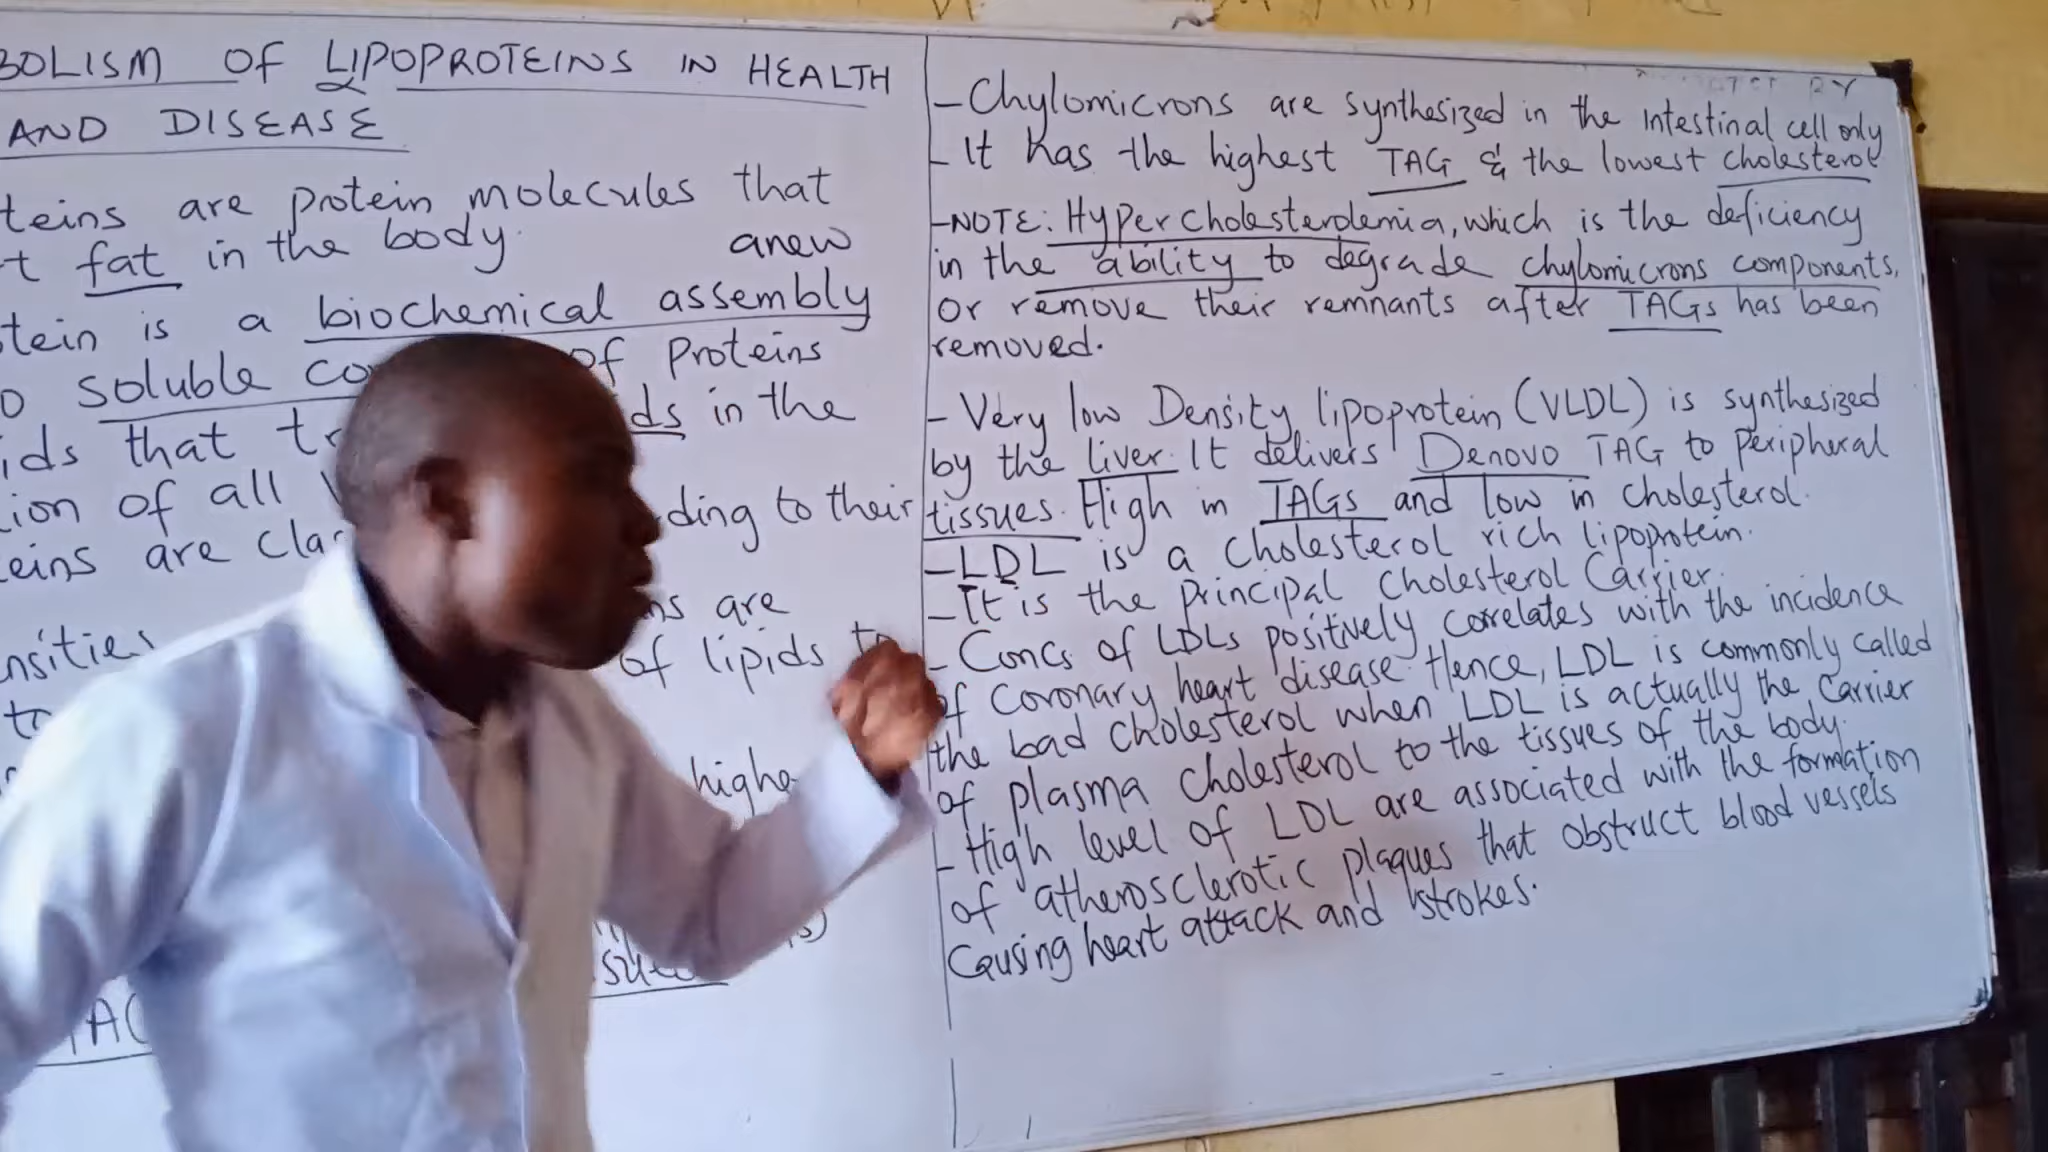 BOLISM OF LIPOPROTEINS IN HEALTH
AND DISEASE
teins are protein molecules that
t fat in the body. anew
tein is a biochemical assembly
soluble co of Proteins
ids that tr ds in the
ion of all
eins are clas ding to their
ns are
nsities of lipids to
to
highe
TAG
- Chylomicrons are synthesized in the intestinal cell only
- It has the highest TAG & the lowest cholesterol
- NOTE: Hypercholesterolemia, which is the deficiency
in the ability to degrade chylomicrons components,
or remove their remnants after TAGs has been
removed.
- Very low Density lipoprotein (VLDL) is synthesized
by the liver. It delivers Denovo TAG to peripheral
tissues. High in TAGs and low in cholesterol.
- LDL is a cholesterol rich lipoprotein.
- It is the principal cholesterol carrier.
- Concs of LDLs positively correlates with the incidence
of coronary heart disease. Hence, LDL is commonly called
the bad cholesterol when LDL is actually the carrier
of plasma cholesterol to the tissues of the body.
- High level of LDL are associated with the formation
of atherosclerotic plaques that obstruct blood vessels
causing heart attack and strokes.